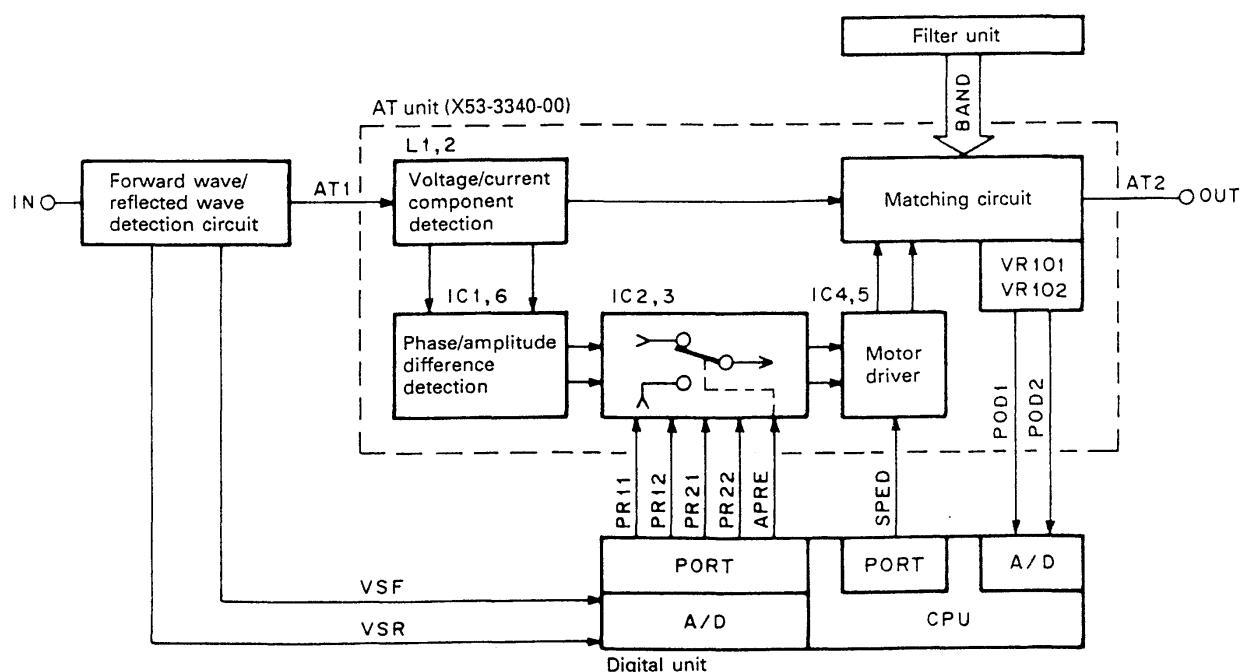 Filter unit
BAND
AT unit (X53-3340-00)
L1,2
IN
Forward wave/
reflected wave
detection circuit
AT1
Voltage/current
component
detection
Matching circuit
AT2
OUT
VR101
VR102
IC1,6
IC2,3
IC4,5
Phase/amplitude
difference
detection
Motor
driver
POD1
POD2
PR11
PR12
PR21
PR22
APRE
SPED
PORT
PORT
A/D
VSF
VSR
A/D
CPU
Digital unit